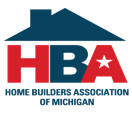 HBA
HOME BUILDERS ASSOCIATION
OF MICHIGAN